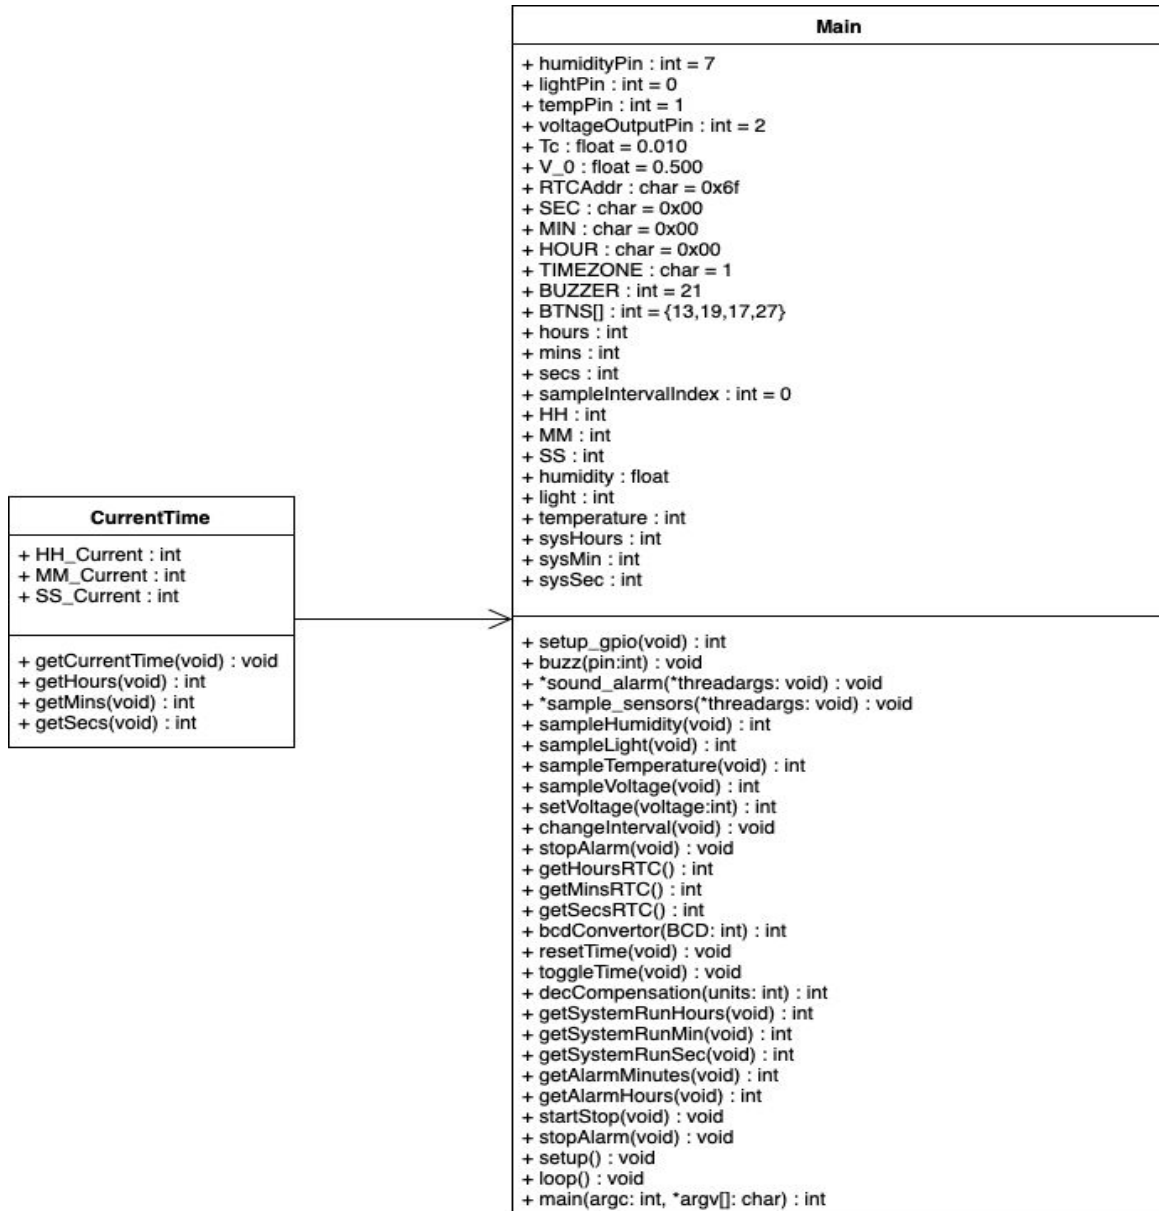 Main
+ humidityPin : int = 7
+ lightPin : int = 0
+ tempPin : int = 1
+ voltageOutputPin : int = 2
+ Tc : float = 0.010
+ V_0 : float = 0.500
+ RTCAddr : char = 0x6f
+ SEC : char = 0x00
+ MIN : char = 0x00
+ HOUR : char = 0x00
+ TIMEZONE : char = 1
+ BUZZER : int = 21
+ BTNS[] : int = {13,19,17,27}
+ hours : int
+ mins : int
+ secs : int
+ sampleIntervalIndex : int = 0
+ HH : int
+ MM : int
+ SS : int
+ humidity : float
+ light : int
+ temperature : int
+ sysHours : int
+ sysMin : int
+ sysSec : int
+ setup_gpio(void) : int
+ buzz(pin:int) : void
+ *sound_alarm(*threadargs: void) : void
+ *sample_sensors(*threadargs: void) : void
+ sampleHumidity(void) : int
+ sampleLight(void) : int
+ sampleTemperature(void) : int
+ sampleVoltage(void) : int
+ setVoltage(voltage:int) : int
+ changeInterval(void) : void
+ stopAlarm(void) : void
+ getHoursRTC() : int
+ getMinsRTC() : int
+ getSecsRTC() : int
+ bcdConvertor(BCD: int) : int
+ resetTime(void) : void
+ toggleTime(void) : void
+ decCompensation(units: int) : int
+ getSystemRunHours(void) : int
+ getSystemRunMin(void) : int
+ getSystemRunSec(void) : int
+ getAlarmMinutes(void) : int
+ getAlarmHours(void) : int
+ startStop(void) : void
+ stopAlarm(void) : void
+ setup() : void
+ loop() : void
+ main(argc: int, *argv[]: char) : int
CurrentTime
+ HH_Current : int
+ MM_Current : int
+ SS_Current : int
+ getCurrentTime(void) : void
+ getHours(void) : int
+ getMins(void) : int
+ getSecs(void) : int